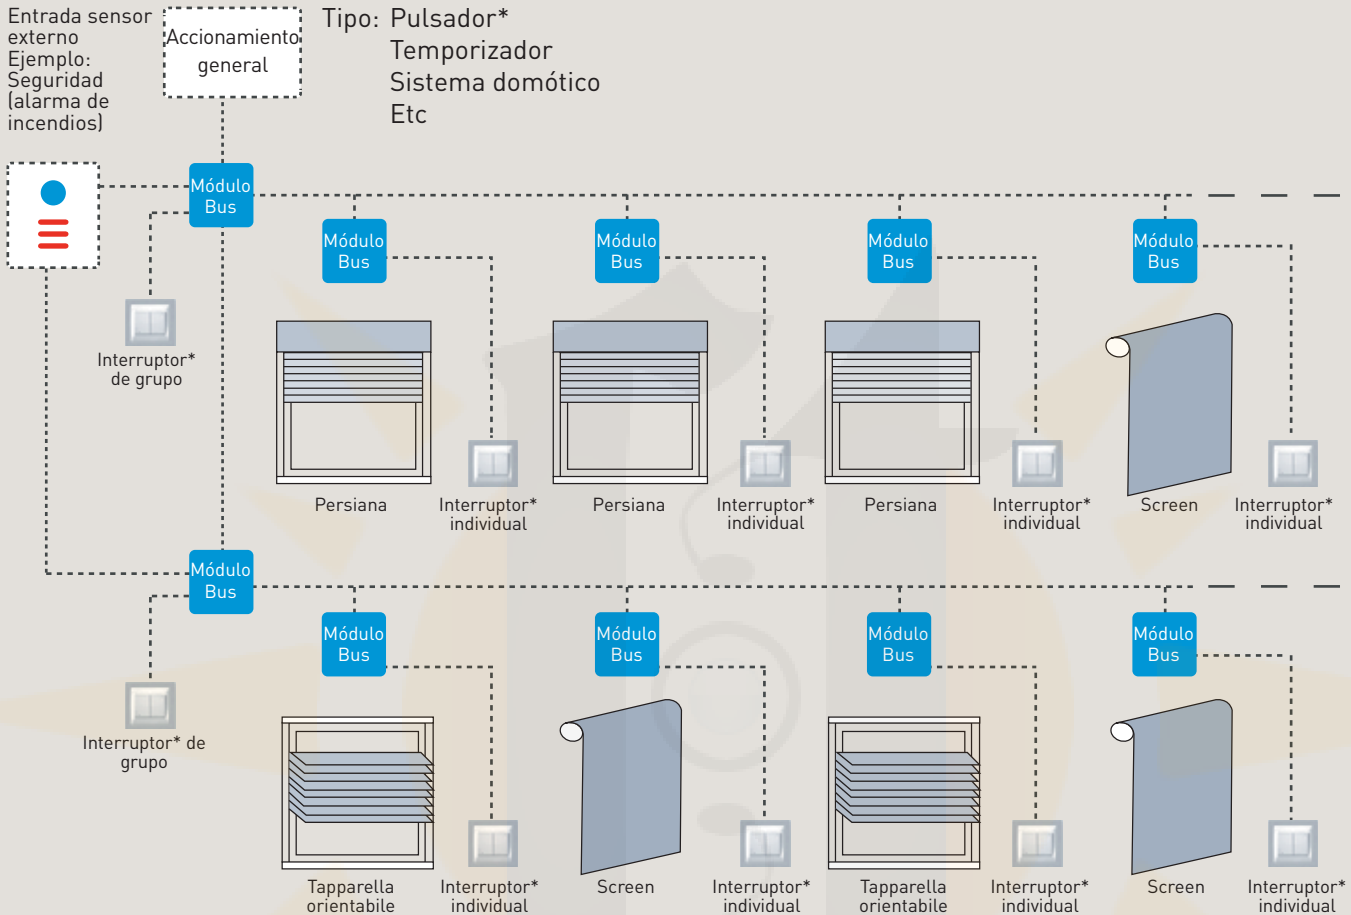 Entrada sensor
externo
Ejemplo:
Seguridad
(alarma de
incendios)
Accionamiento
general
Tipo: Pulsador*
Temporizador
Sistema domótico
Etc
Módulo
Bus
Módulo
Bus
Módulo
Bus
Módulo
Bus
Módulo
Bus
Interruptor*
de grupo
Persiana
Interruptor*
individual
Persiana
Interruptor*
individual
Persiana
Interruptor*
individual
Screen
Interruptor*
individual
Módulo
Bus
Módulo
Bus
Módulo
Bus
Módulo
Bus
Módulo
Bus
Interruptor* de
grupo
Tapparella
orientabile
Interruptor*
individual
Screen
Interruptor*
individual
Tapparella
orientabile
Interruptor*
individual
Screen
Interruptor*
individual